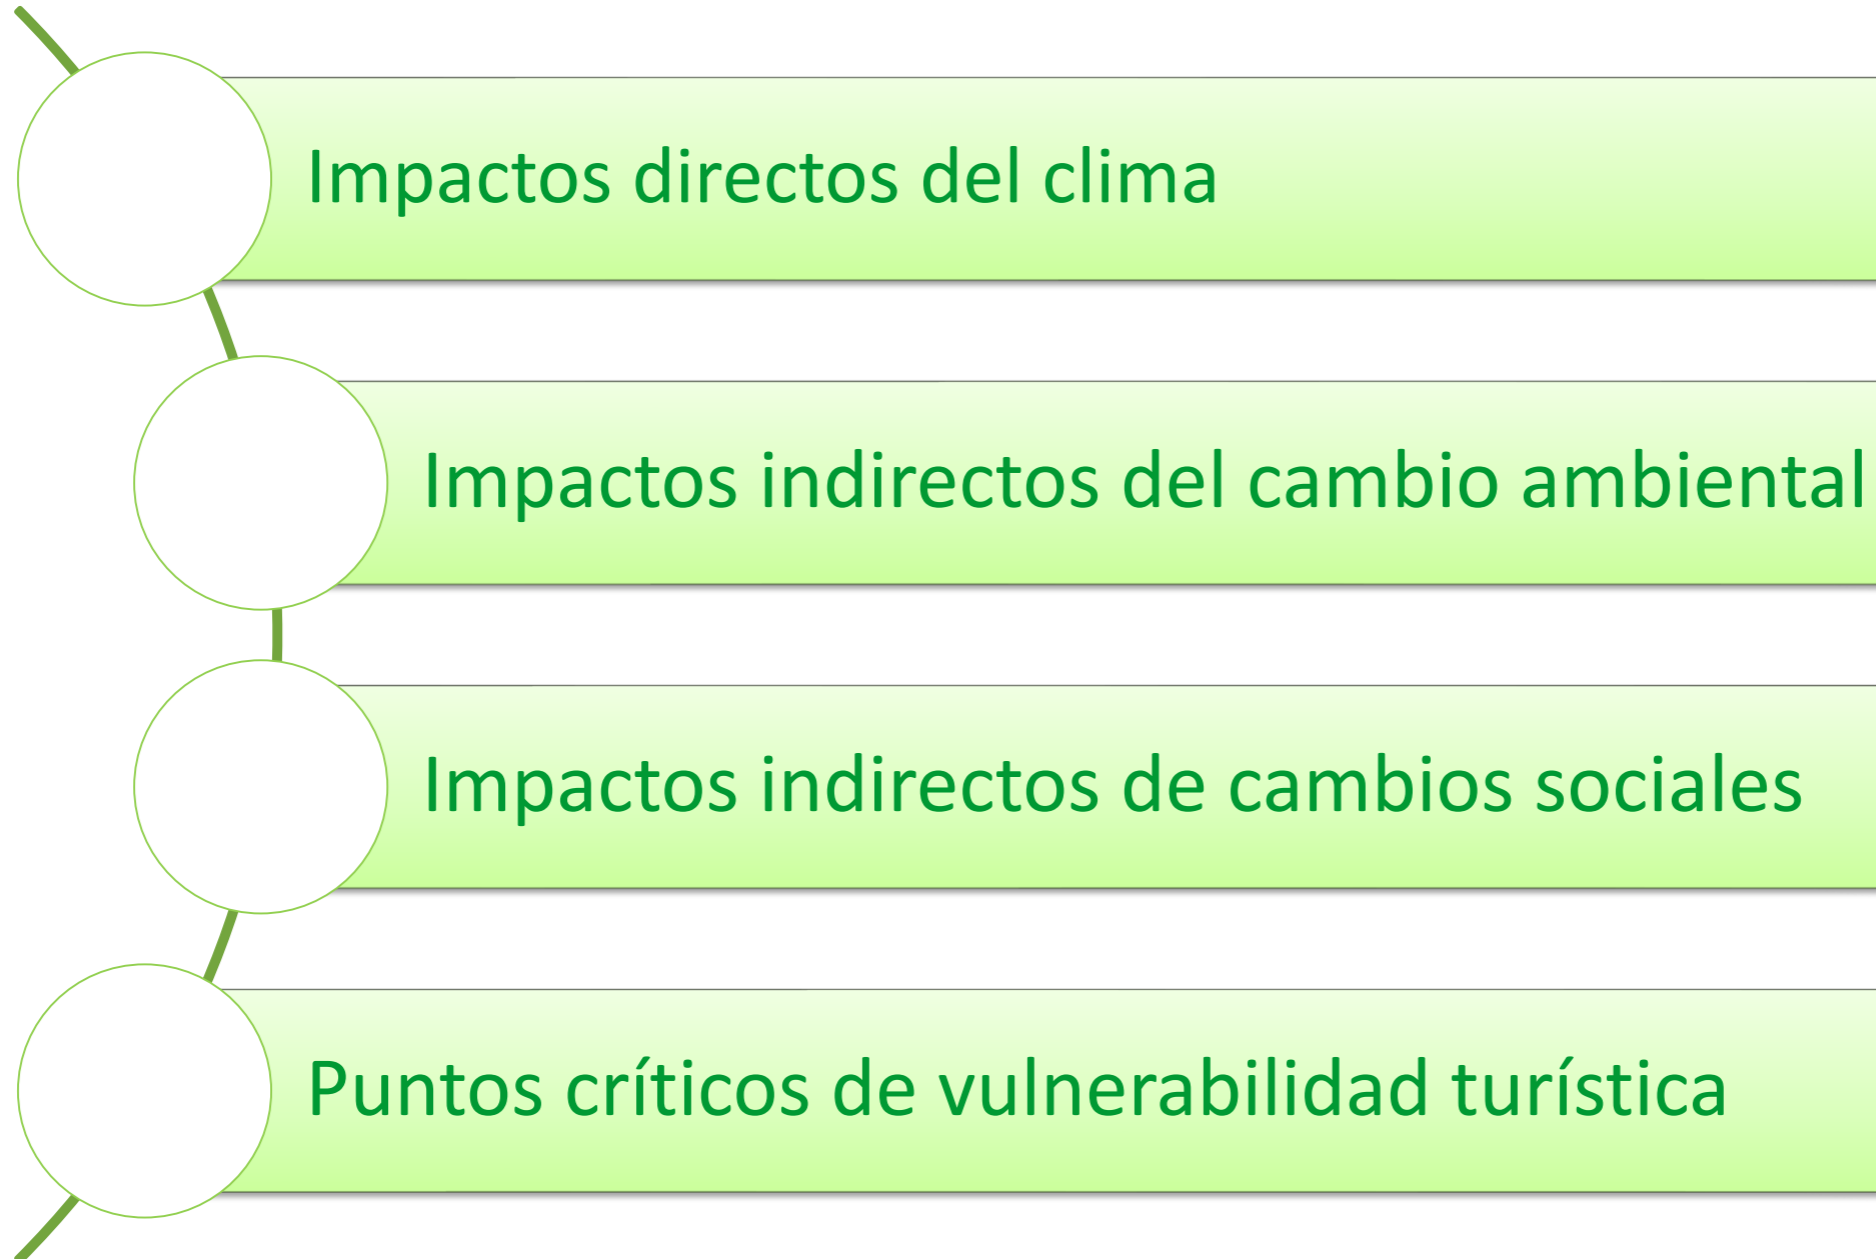 Impactos directos del clima
Impactos indirectos del cambio ambiental
Impactos indirectos de cambios sociales
Puntos críticos de vulnerabilidad turística